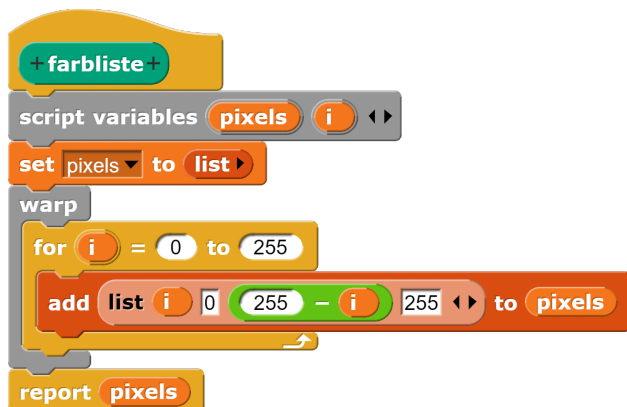 +farbliste+
script variables pixels i
set pixels to list
warp
for i = 0 to 255
add list i 0 255 - i 255 to pixels
report pixels